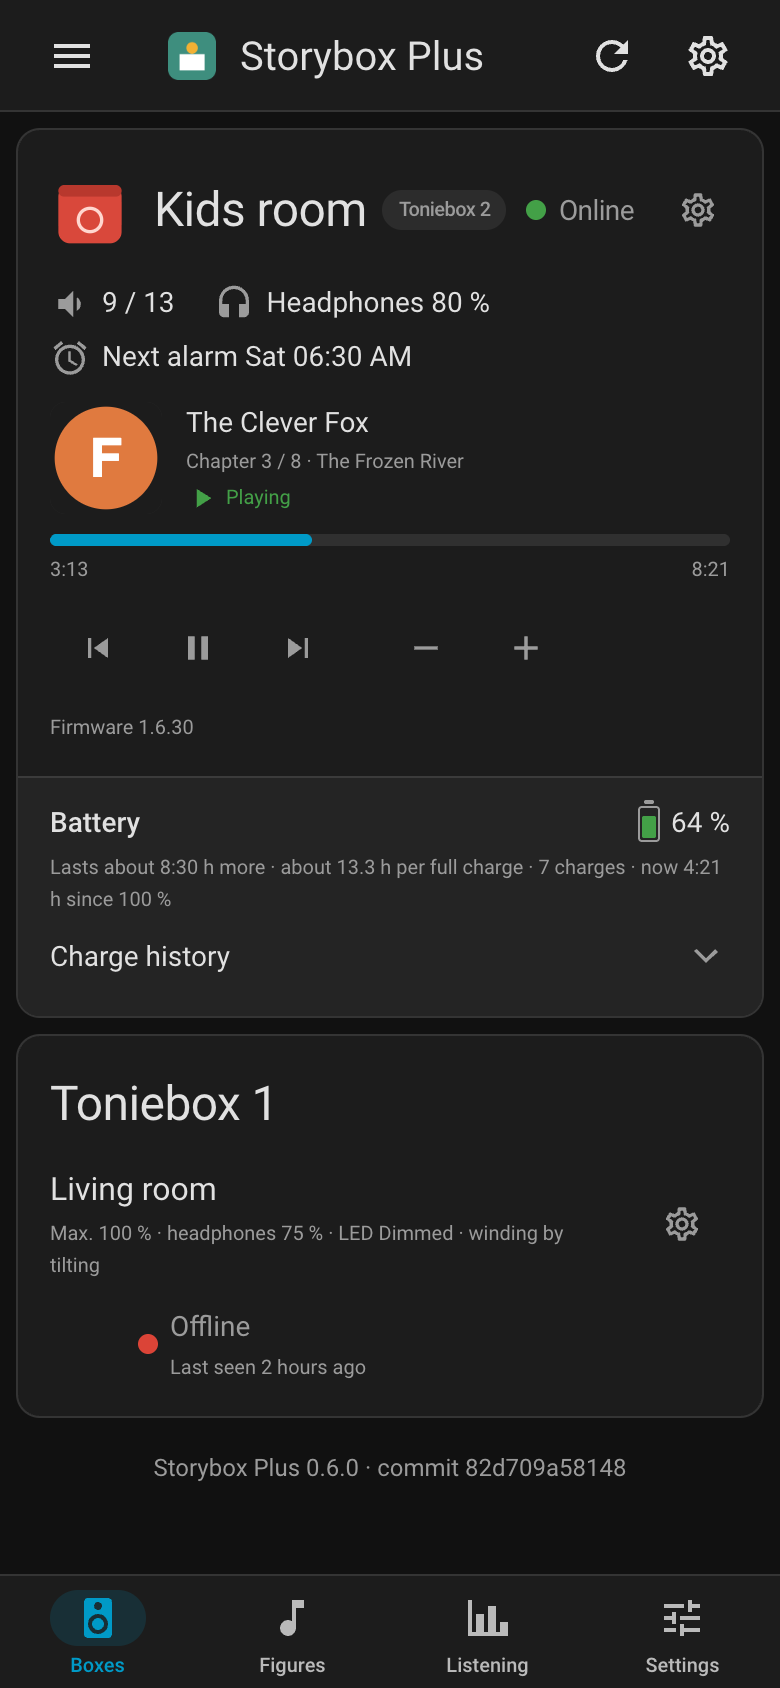 Storybox Plus
Kids room
Toniebox 2
Online
9 / 13
Headphones 80 %
Next alarm Sat 06:30 AM
F
The Clever Fox
Chapter 3 / 8 · The Frozen River
Playing
3:13
8:21
Firmware 1.6.30
Battery
64 %
Lasts about 8:30 h more · about 13.3 h per full charge · 7 charges · now 4:21
h since 100 %
Charge history
Toniebox 1
Living room
Max. 100 % · headphones 75 % · LED Dimmed · winding by
tilting
Offline
Last seen 2 hours ago
Storybox Plus 0.6.0 · commit 82d709a58148
Boxes
Figures
Listening
Settings